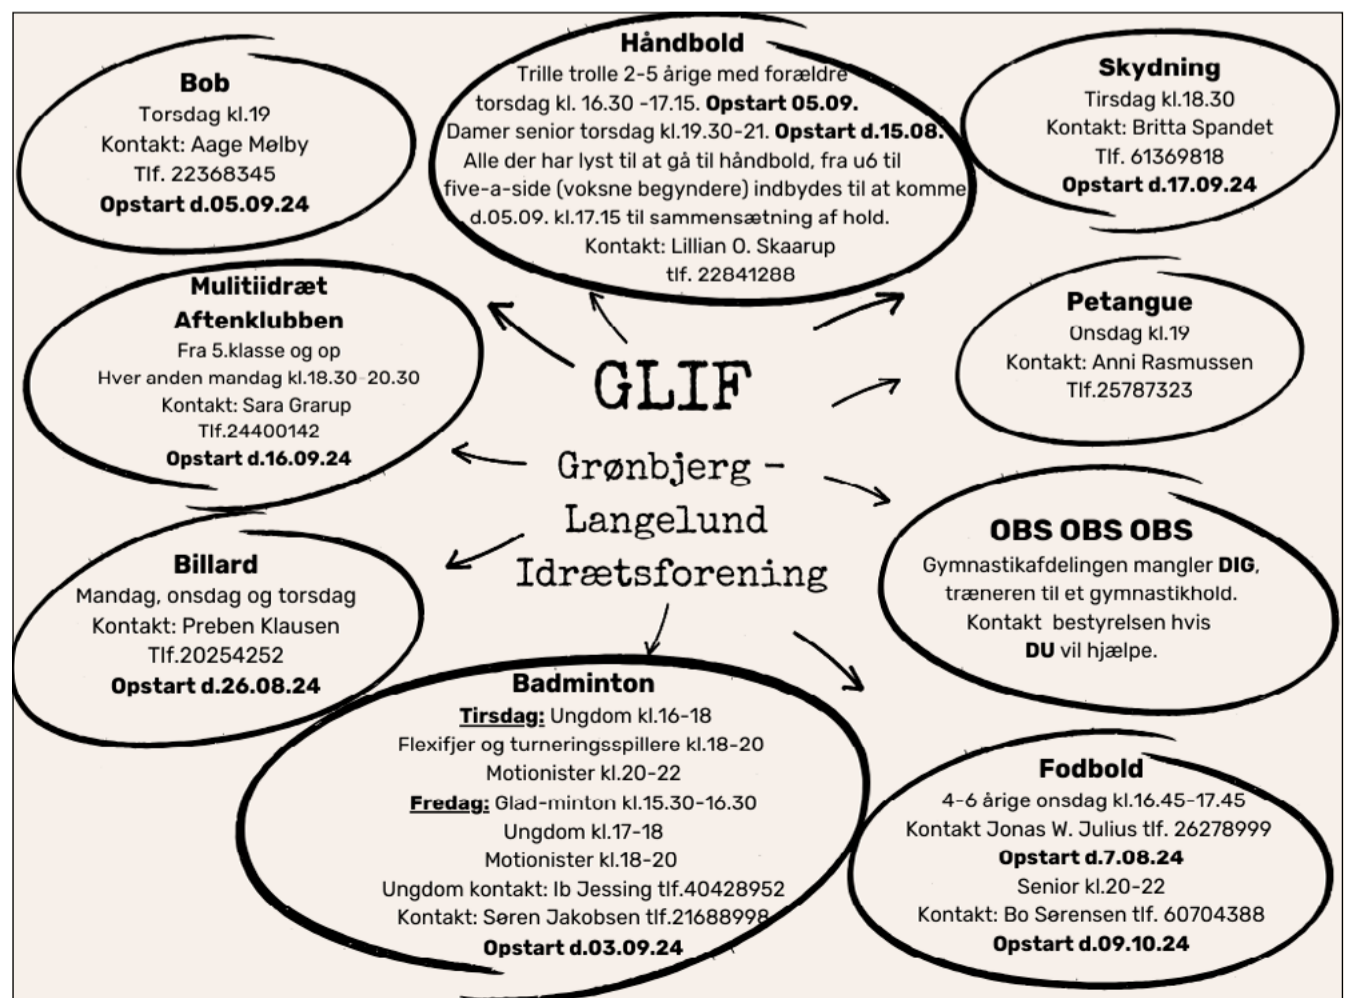 Bob
Torsdag kl.19
Kontakt: Aage Mølby
Tlf. 22368345
Opstart d.05.09.24
Håndbold
Trille trolle 2-5 årige med forældre
torsdag kl. 16.30 -17.15. Opstart 05.09.
Damer senior torsdag kl.19.30-21. Opstart d.15.08.
Alle der har lyst til at gå til håndbold, fra u6 til
five-a-side (voksne begyndere) indbydes til at komme
d.05.09. kl.17.15 til sammensætning af hold.
Kontakt: Lillian O. Skaarup
tlf. 22841288
Skydning
Tirsdag kl.18.30
Kontakt: Britta Spandet
Tlf. 61369818
Opstart d.17.09.24
Mulitiidræt
Aftenklubben
Fra 5.klasse og op
Hver anden mandag kl.18.30-20.30
Kontakt: Sara Grarup
Tlf.24400142
Opstart d.16.09.24
GLIF
Grønbjerg -
Langelund
Idrætsforening
Petangue
Onsdag kl.19
Kontakt: Anni Rasmussen
Tlf.25787323
OBS OBS OBS
Gymnastikafdelingen mangler DIG,
træneren til et gymnastikhold.
Kontakt bestyrelsen hvis
DU vil hjælpe.
Billard
Mandag, onsdag og torsdag
Kontakt: Preben Klausen
Tlf.20254252
Opstart d.26.08.24
Badminton
Tirsdag: Ungdom kl.16-18
Flexifjer og turneringsspillere kl.18-20
Motionister kl.20-22
Fredag: Glad-minton kl.15.30-16.30
Ungdom kl.17-18
Motionister kl.18-20
Ungdom kontakt: Ib Jessing tlf.40428952
Kontakt: Søren Jakobsen tlf.21688998
Opstart d.03.09.24
Fodbold
4-6 årige onsdag kl.16.45-17.45
Kontakt Jonas W. Julius tlf. 26278999
Opstart d.7.08.24
Senior kl.20-22
Kontakt: Bo Sørensen tlf. 60704388
Opstart d.09.10.24